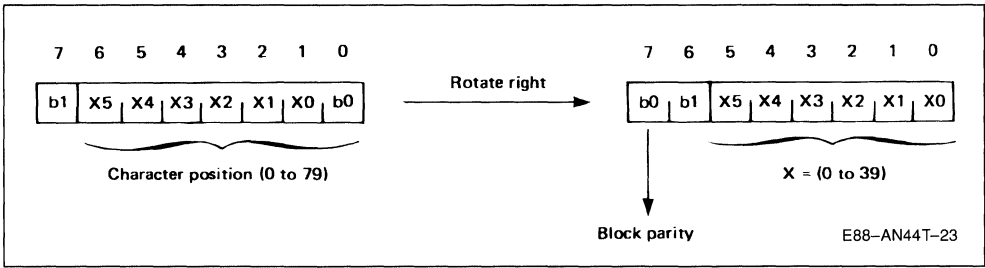 7 6 5 4 3 2 1 0 7 6 5 4 3 2 1 0
Rotate right
b1 X5 X4 X3 X2 X1 X0 b0 b0 b1 X5 X4 X3 X2 X1 X0
Character position (0 to 79) X = (0 to 39)
Block parity
E88–AN44T–23